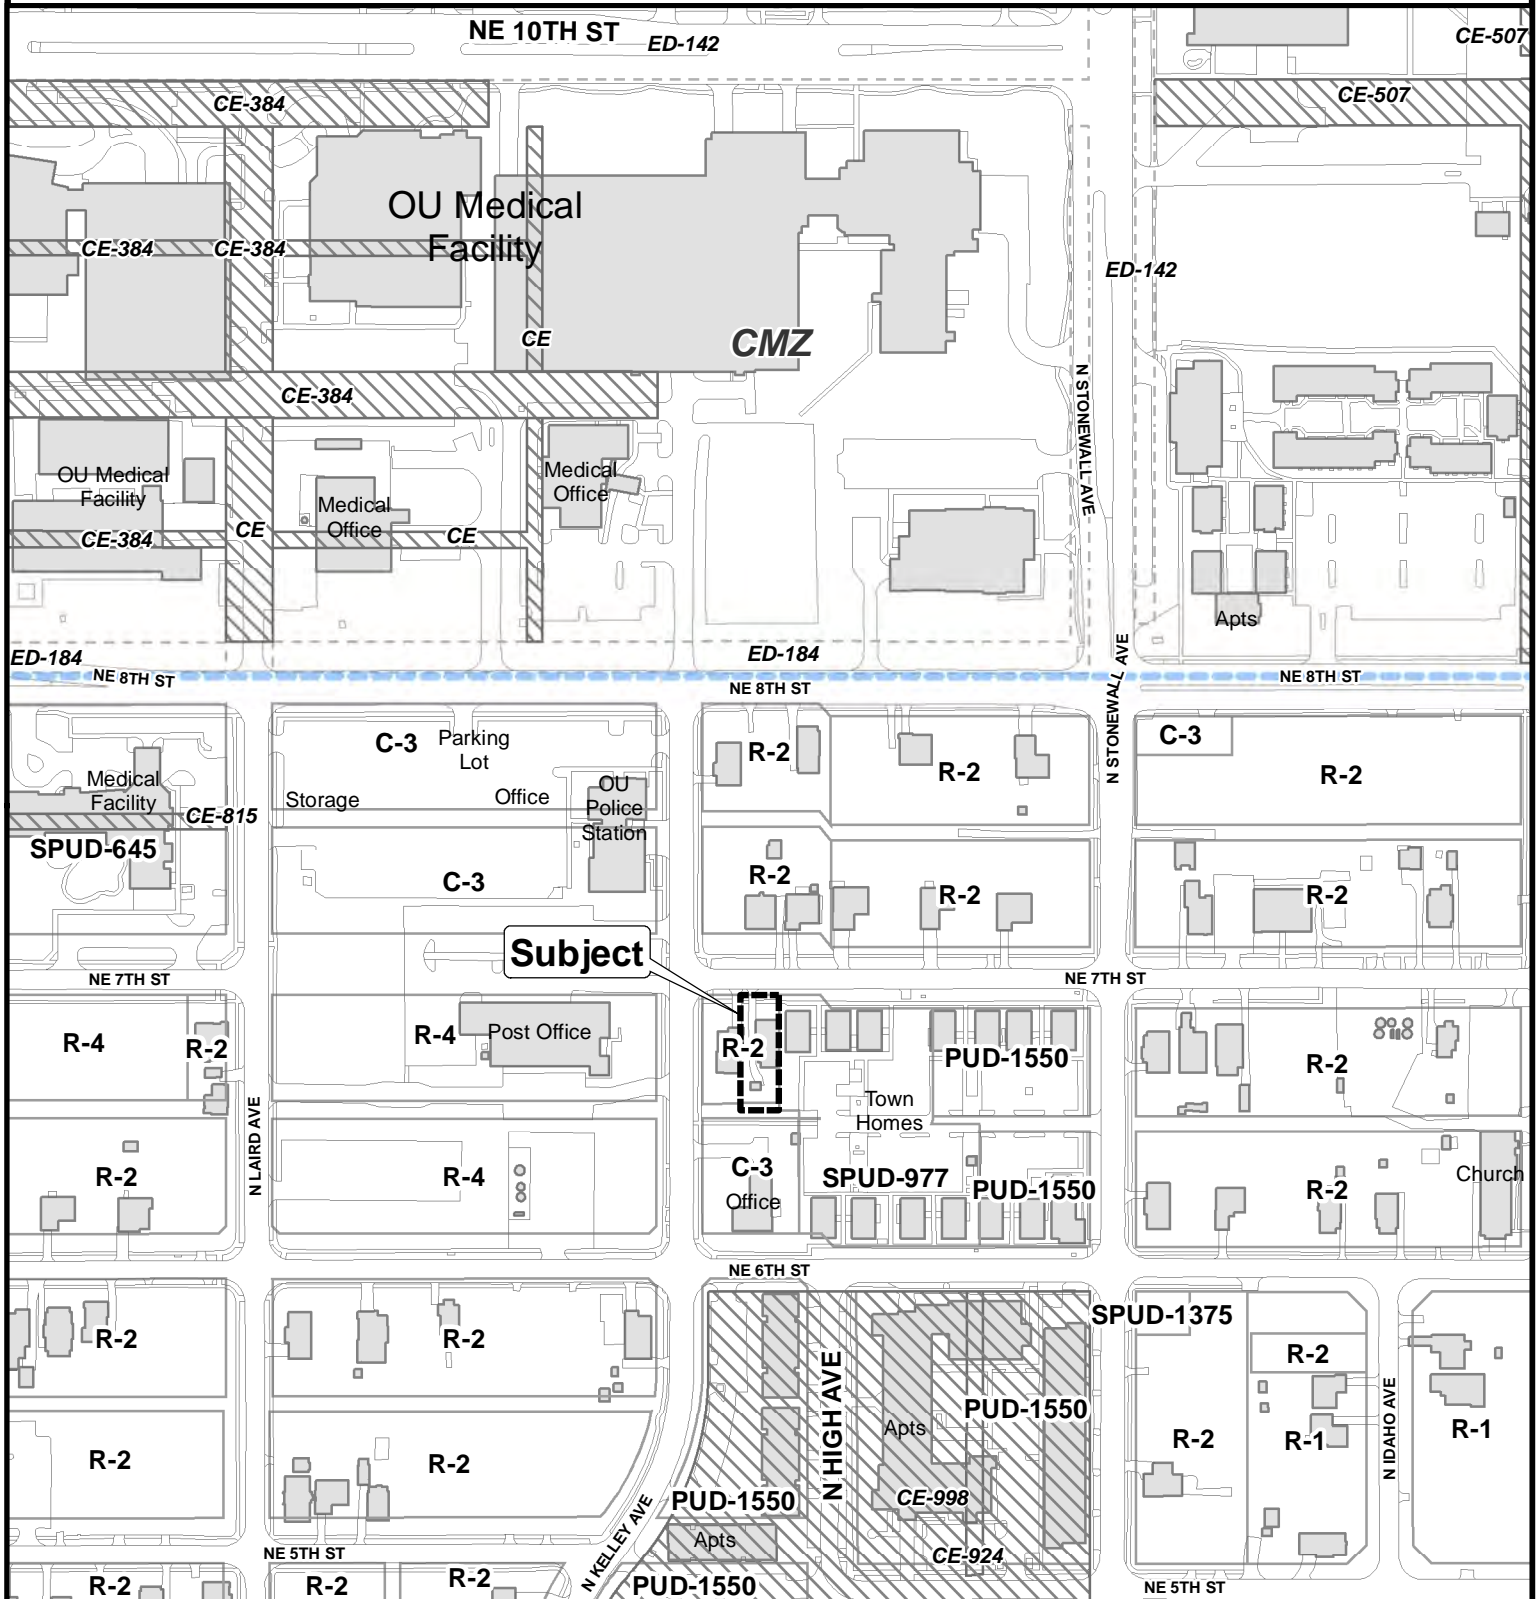 NE 10TH ST
ED-142
CE-507
CE-384
CE-507
OU Medical
Facility
CE-384
CE-384
ED-142
CE
CMZ
CE-384
N STONEWALL AVE
OU Medical
Facility
Medical
Office
Medical
Office
CE-384
CE
CE
Apts
ED-184
ED-184
NE 8TH ST
NE 8TH ST
NE 8TH ST
N STONEWALL AVE
C-3
Parking
Lot
R-2
R-2
C-3
R-2
Medical
Facility
Storage
Office
OU
Police
Station
CE-815
SPUD-645
C-3
R-2
R-2
R-2
Subject
NE 7TH ST
NE 7TH ST
R-4
R-2
R-4
Post Office
R-2
PUD-1550
R-2
Town
Homes
N LAIRD AVE
R-2
R-4
C-3
Office
SPUD-977
PUD-1550
R-2
Church
NE 6TH ST
R-2
R-2
SPUD-1375
R-2
N HIGH AVE
PUD-1550
Apts
R-2
R-1
N IDAHO AVE
R-1
R-2
R-2
PUD-1550
CE-998
N KELLEY AVE
Apts
CE-924
NE 5TH ST
R-2
R-2
R-2
PUD-1550
NE 5TH ST